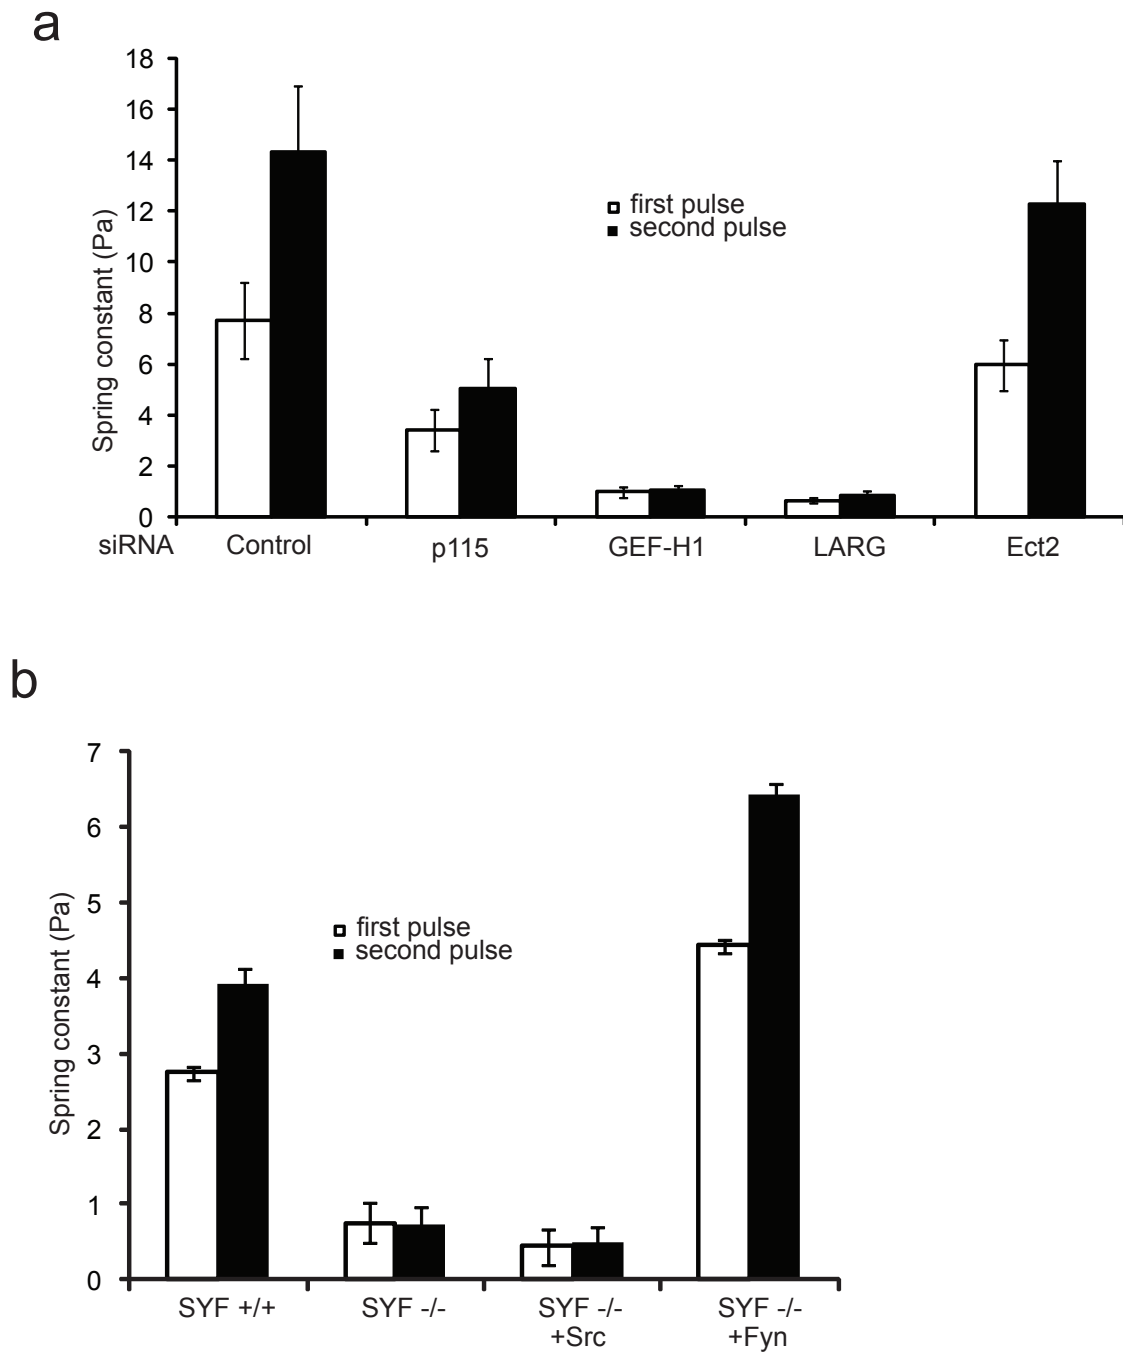 a
18
16
14
12
10
8
6
4
2
0
Spring constant (Pa)
first pulse
second pulse
siRNA Control p115 GEF-H1 LARG Ect2
b
7
6
5
4
3
2
1
0
Spring constant (Pa)
first pulse
second pulse
SYF +/+ SYF -/- SYF -/- SYF -/-
+Src +Fyn